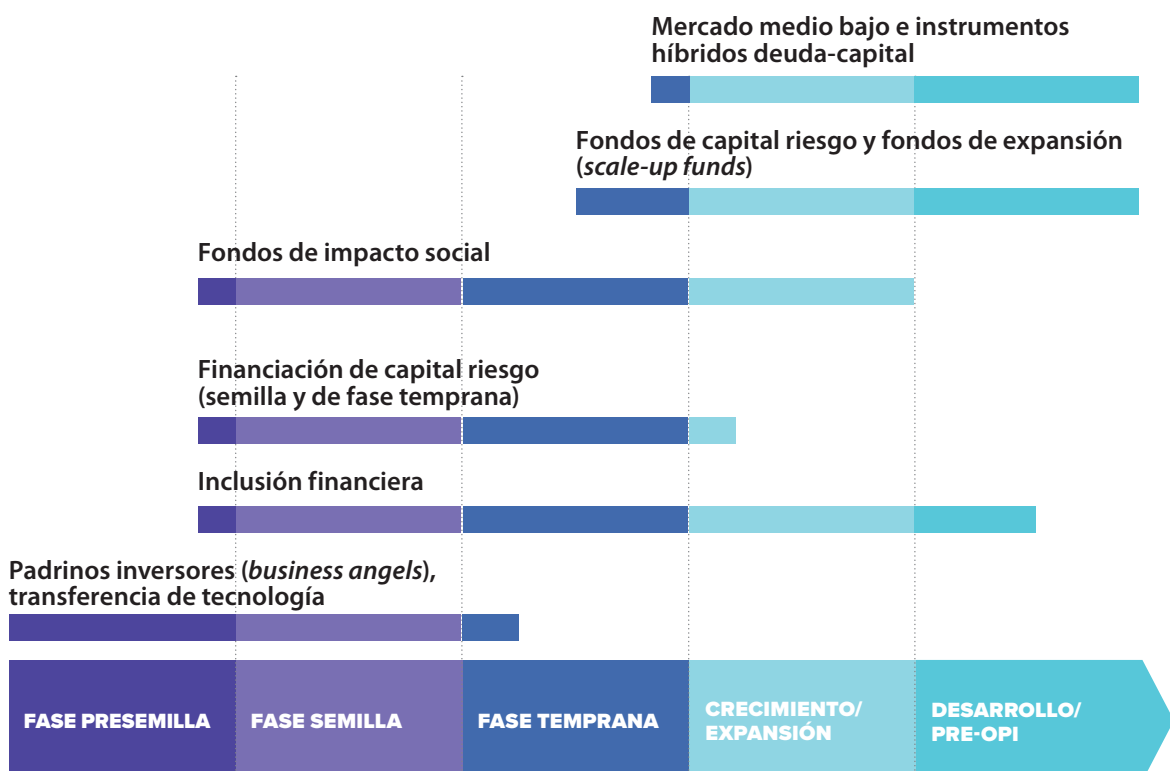 Mercado medio bajo e instrumentos
híbridos deuda-capital
Fondos de capital riesgo y fondos de expansión
(scale-up funds)
Fondos de impacto social
Financiación de capital riesgo
(semilla y de fase temprana)
Inclusión financiera
Padrinos inversores (business angels),
transferencia de tecnología
FASE PRESEMILLA
FASE SEMILLA
FASE TEMPRANA
CRECIMIENTO/
EXPANSIÓN
DESARROLLO/
PRE-OPI